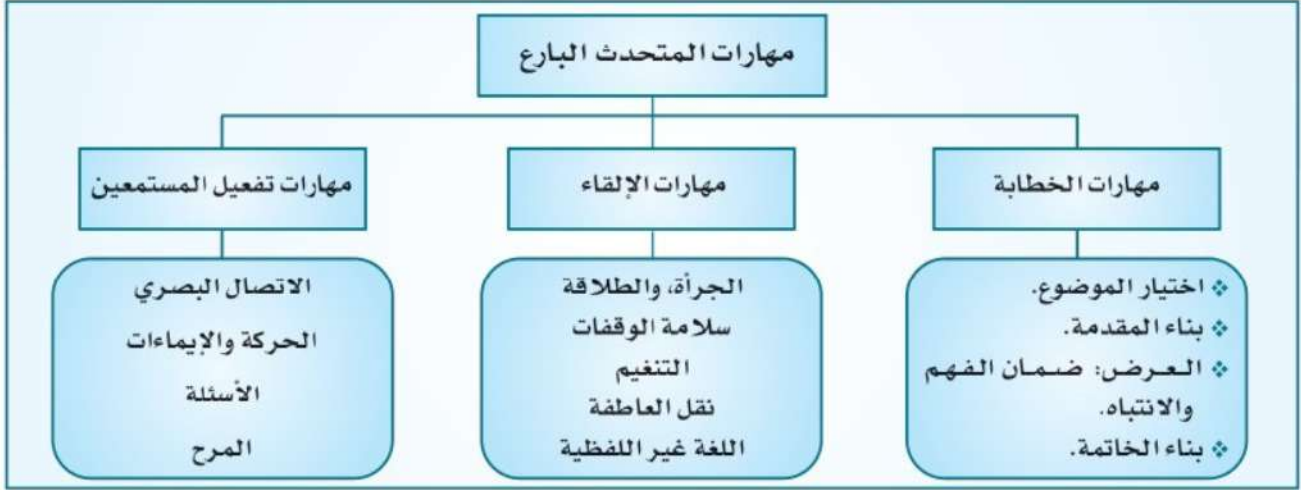 مهارات المتحدث البارع
مهارات الخطابة
❖ اختيار الموضوع.
❖ بناء المقدمة.
❖ العرض: ضمان الفهم
والانتباه.
❖ بناء الخاتمة.
مهارات الإلقاء
الجرأة، والطلاقة
سلامة الوقفات
التنغيم
نقل العاطفة
اللغة غير اللفظية
مهارات تفعيل المستمعين
الاتصال البصري
الحركة والإيماءات
الأسئلة
المرح